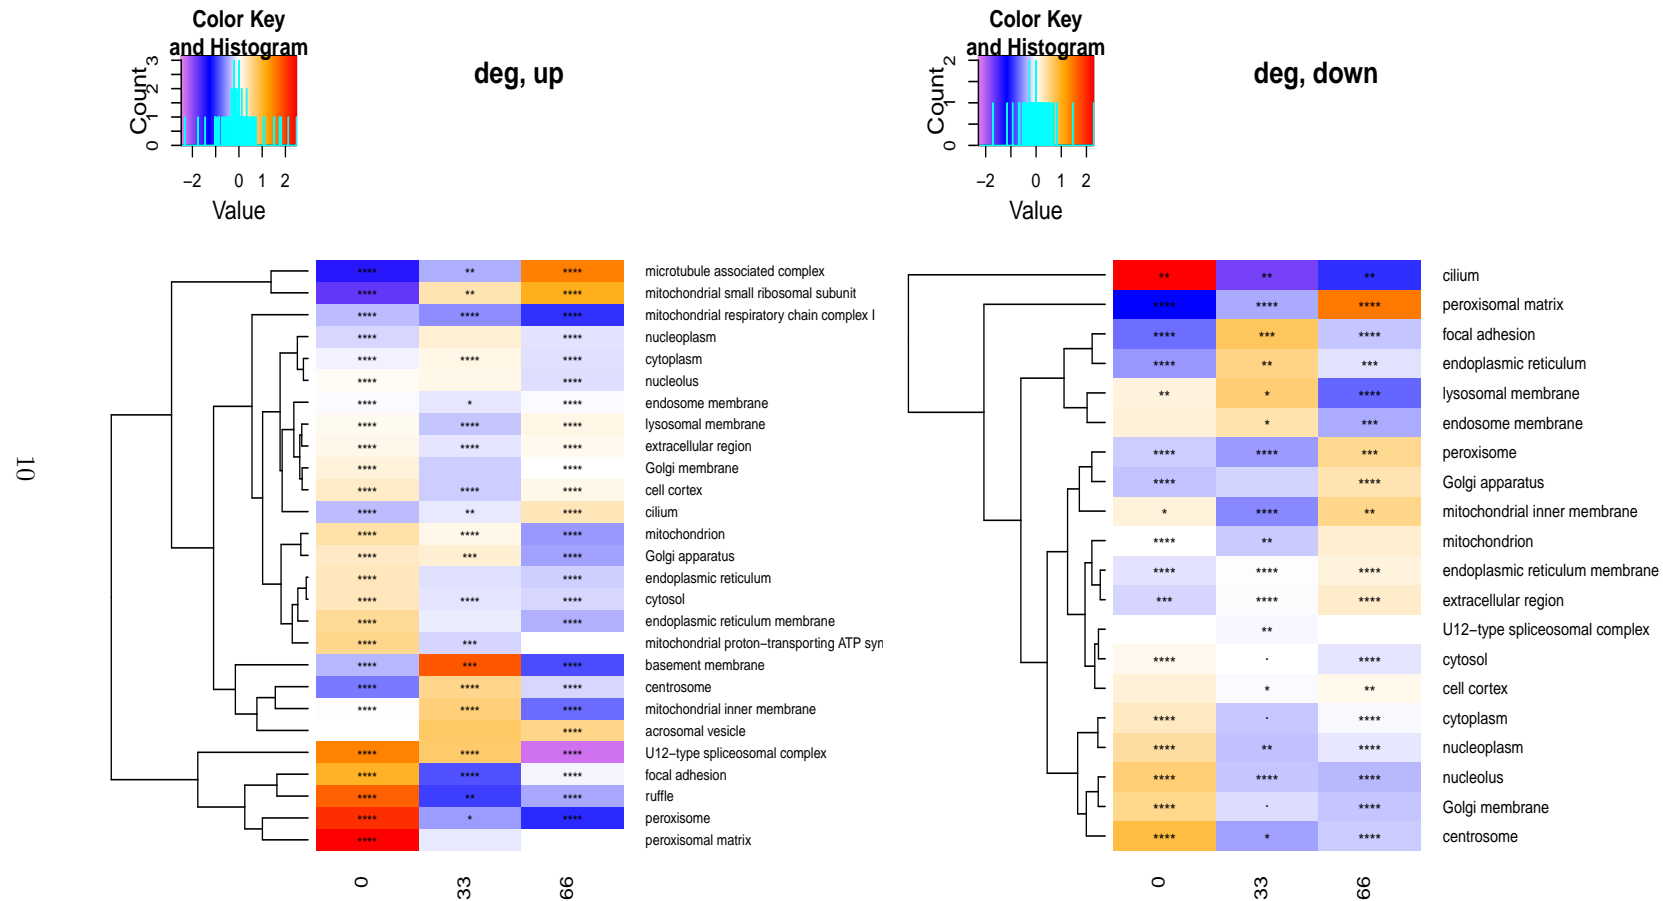 Color Key
and Histogram
Count
0 1 2 3
−2 0 1 2
Value
deg, up
Color Key
and Histogram
Count
0 1 2
−2 0 1 2
Value
deg, down
**** ** **** microtubule associated complex
**** ** **** mitochondrial small ribosomal subunit
**** **** **** mitochondrial respiratory chain complex I
**** **** nucleoplasm
**** **** **** cytoplasm
**** **** nucleolus
**** * **** endosome membrane
**** **** **** lysosomal membrane
**** **** **** extracellular region
**** **** Golgi membrane
**** **** **** cell cortex
**** ** **** cilium
**** **** **** mitochondrion
**** *** **** Golgi apparatus
**** **** endoplasmic reticulum
**** **** **** cytosol
**** **** endoplasmic reticulum membrane
**** *** mitochondrial proton−transporting ATP syn
**** *** **** basement membrane
**** **** **** centrosome
**** **** **** mitochondrial inner membrane
**** acrosomal vesicle
**** **** **** U12−type spliceosomal complex
**** **** **** focal adhesion
**** ** **** ruffle
**** * **** peroxisome
**** peroxisomal matrix
0 33 66
** ** ** cilium
**** **** **** peroxisomal matrix
**** *** **** focal adhesion
**** ** *** endoplasmic reticulum
** * **** lysosomal membrane
* *** endosome membrane
**** **** *** peroxisome
**** **** Golgi apparatus
* **** ** mitochondrial inner membrane
**** ** mitochondrion
**** **** **** endoplasmic reticulum membrane
*** **** **** extracellular region
** U12−type spliceosomal complex
**** . **** cytosol
* ** cell cortex
**** . **** cytoplasm
**** ** **** nucleoplasm
**** **** **** nucleolus
**** . **** Golgi membrane
**** * **** centrosome
0 33 66
10